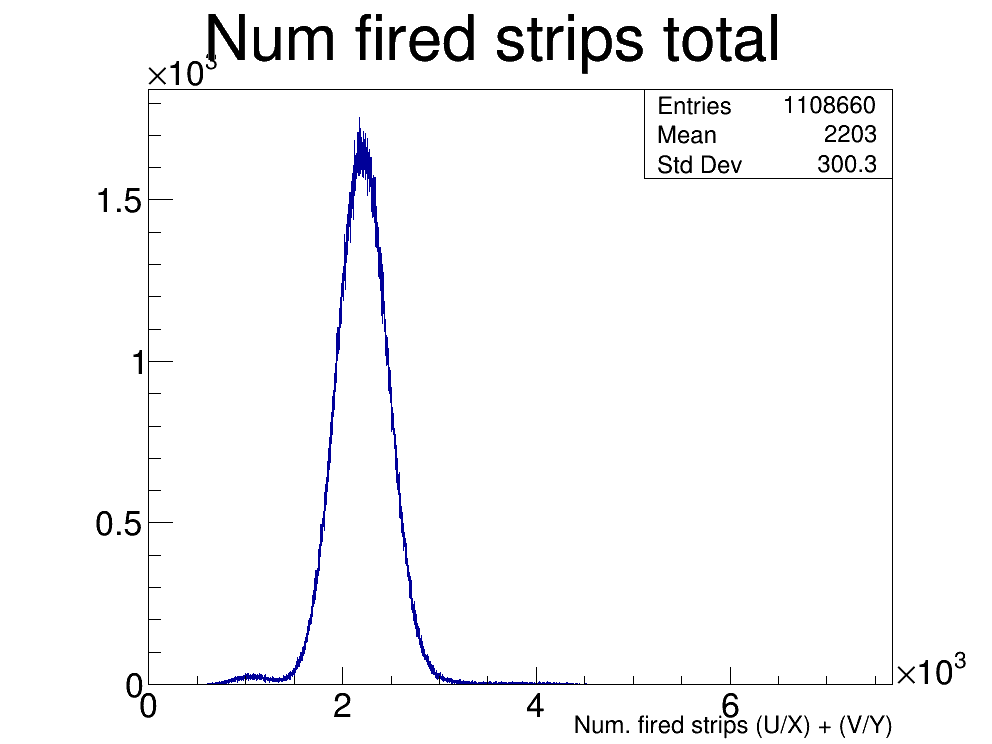 Num fired strips total
×10³
Entries 1108660
Mean 2203
Std Dev 300.3
1.5
1
0.5
0
0 2 4 6 ×10³
Num. fired strips (U/X) + (V/Y)